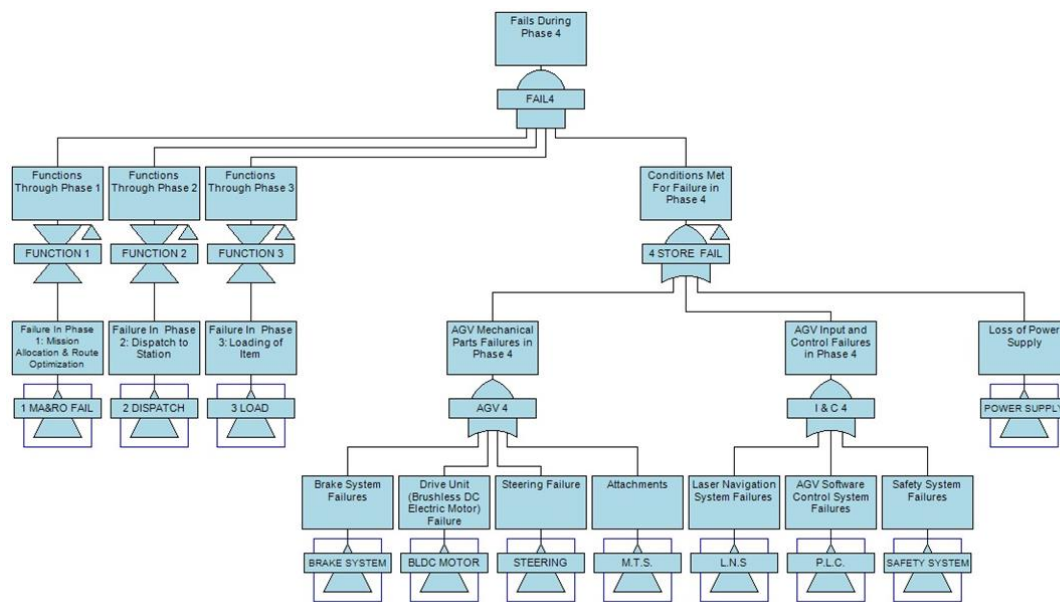 Fails During
Phase 4
FAIL4
Functions
Through Phase 1
Functions
Through Phase 2
Functions
Through Phase 3
Conditions Met
For Failure in
Phase 4
FUNCTION 1
FUNCTION 2
FUNCTION 3
4 STORE FAIL
Failure In Phase
1: Mission
Allocation & Route
Optimization
Failure In Phase
2: Dispatch to
Station
Failure In Phase
3: Loading of
Item
AGV Mechanical
Parts Failures in
Phase 4
AGV Input and
Control Failures
in Phase 4
Loss of Power
Supply
1 MA&RO FAIL
2 DISPATCH
3 LOAD
AGV 4
I & C 4
POWER SUPPLY
Brake System
Failures
Drive Unit
(Brushless DC
Electric Motor)
Failure
Steering Failure
Attachments
Laser Navigation
System Failures
AGV Software
Control System
Failures
Safety System
Failures
BRAKE SYSTEM
BLDC MOTOR
STEERING
M.T.S.
L.N.S
P.L.C.
SAFETY SYSTEM